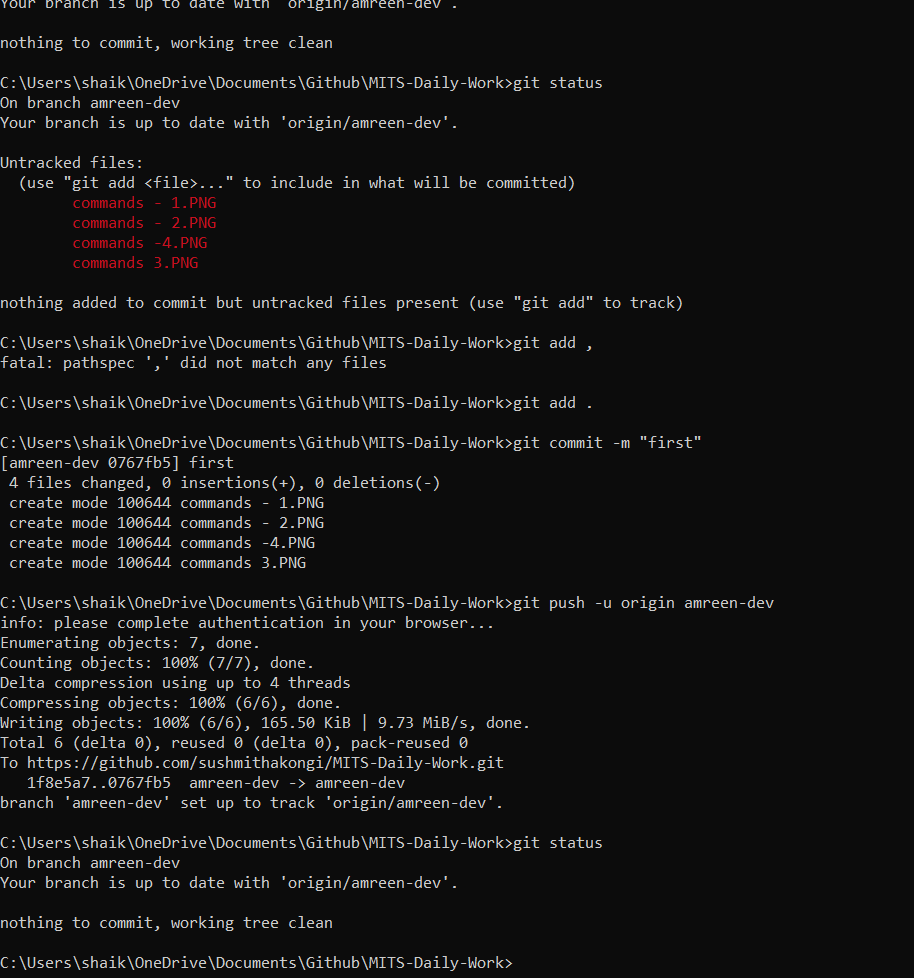 Your branch is up to date with 'origin/amreen-dev'.
nothing to commit, working tree clean
C:\Users\shaik\OneDrive\Documents\Github\MITS-Daily-Work>git status
On branch amreen-dev
Your branch is up to date with 'origin/amreen-dev'.
Untracked files:
  (use "git add <file>..." to include in what will be committed)
        commands - 1.PNG
        commands - 2.PNG
        commands -4.PNG
        commands 3.PNG
nothing added to commit but untracked files present (use "git add" to track)
C:\Users\shaik\OneDrive\Documents\Github\MITS-Daily-Work>git add ,
fatal: pathspec ',' did not match any files
C:\Users\shaik\OneDrive\Documents\Github\MITS-Daily-Work>git add .
C:\Users\shaik\OneDrive\Documents\Github\MITS-Daily-Work>git commit -m "first"
[amreen-dev 0767fb5] first
 4 files changed, 0 insertions(+), 0 deletions(-)
 create mode 100644 commands - 1.PNG
 create mode 100644 commands - 2.PNG
 create mode 100644 commands -4.PNG
 create mode 100644 commands 3.PNG
C:\Users\shaik\OneDrive\Documents\Github\MITS-Daily-Work>git push -u origin amreen-dev
info: please complete authentication in your browser...
Enumerating objects: 7, done.
Counting objects: 100% (7/7), done.
Delta compression using up to 4 threads
Compressing objects: 100% (6/6), done.
Writing objects: 100% (6/6), 165.50 KiB | 9.73 MiB/s, done.
Total 6 (delta 0), reused 0 (delta 0), pack-reused 0
To https://github.com/sushmithakongi/MITS-Daily-Work.git
   1f8e5a7..0767fb5  amreen-dev -> amreen-dev
branch 'amreen-dev' set up to track 'origin/amreen-dev'.
C:\Users\shaik\OneDrive\Documents\Github\MITS-Daily-Work>git status
On branch amreen-dev
Your branch is up to date with 'origin/amreen-dev'.
nothing to commit, working tree clean
C:\Users\shaik\OneDrive\Documents\Github\MITS-Daily-Work>